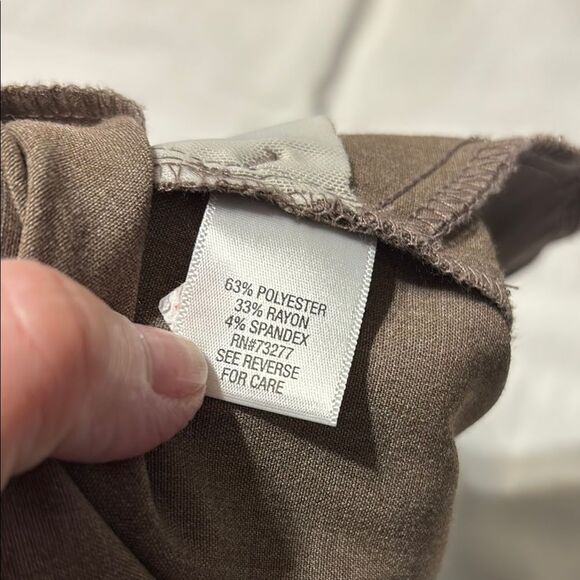 63% POLYESTER
33% RAYON
4% SPANDEX
RN#73277
SEE REVERSE
FOR CARE